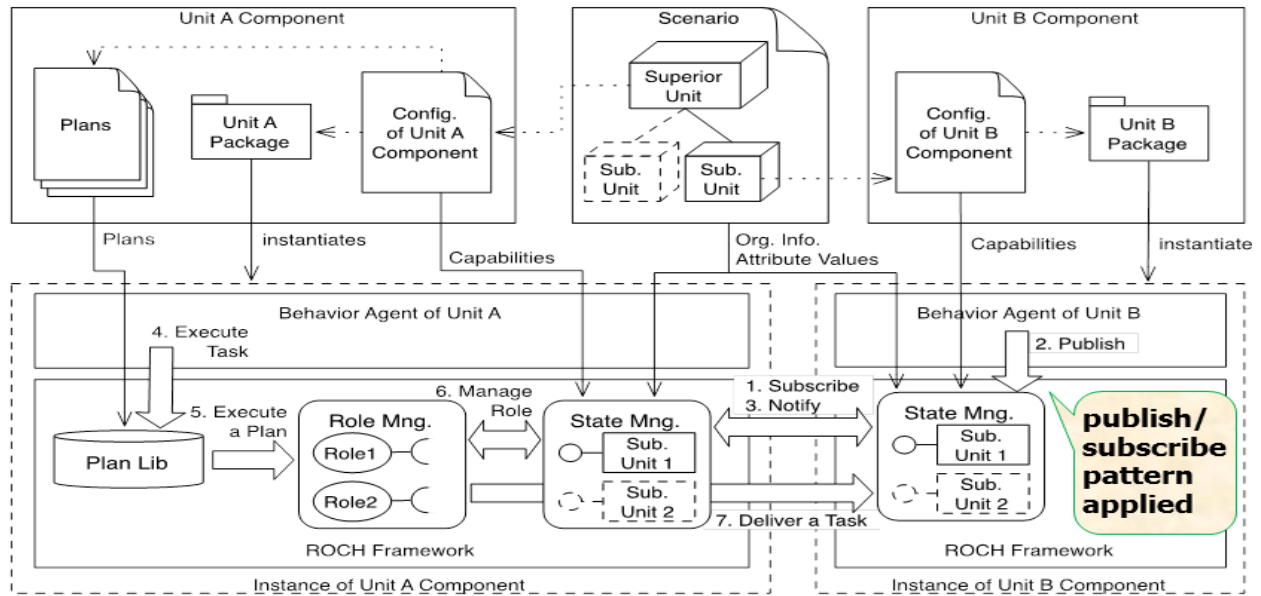 Unit A Component
Scenario
Unit B Component
Plans
Unit A
Package
Config.
of Unit A
Component
Superior
Unit
Sub.
Unit
Sub.
Unit
Config.
of Unit B
Component
Unit B
Package
Plans
instantiates
Capabilities
Org. Info.
Attribute Values
Capabilities
instantiate
Behavior Agent of Unit A
Behavior Agent of Unit B
4. Execute
Task
2. Publish
5. Execute
a Plan
6. Manage
Role
1. Subscribe
3. Notify
Plan Lib
Role Mng.
Role1
Role2
State Mng.
Sub.
Unit 1
Sub.
Unit 2
7. Deliver a Task
State Mng.
Sub.
Unit 1
Sub.
Unit 2
publish/
subscribe
pattern
applied
ROCH Framework
ROCH Framework
Instance of Unit A Component
Instance of Unit B Component